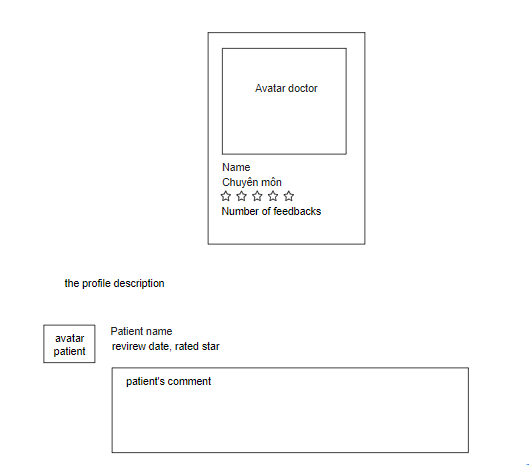 Avatar doctor
Name
Chuyên môn
Number of feedbacks
the profile description
avatar
patient
Patient name
revirew date, rated star
patient's comment